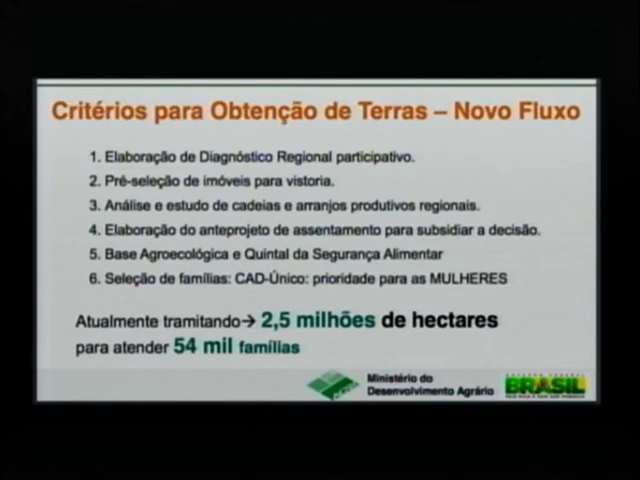 Critérios para Obtenção de Terras – Novo Fluxo
1. Elaboração de Diagnóstico Regional participativo.
2. Pré-seleção de imóveis para vistoria.
3. Análise e estudo de cadeias e arranjos produtivos regionais.
4. Elaboração do anteprojeto de assentamento para subsidiar a decisão.
5. Base Agroecológica e Quintal da Segurança Alimentar
6. Seleção de famílias: CAD-Único: prioridade para as MULHERES
Atualmente tramitando→ 2,5 milhões de hectares
para atender 54 mil famílias
Ministério do
Desenvolvimento Agrário
BRASIL